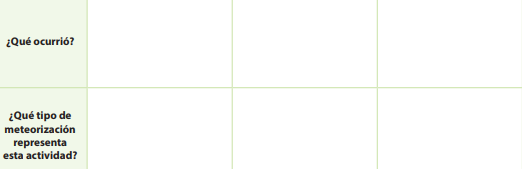 ¿Qué ocurrió?
¿Qué tipo de
meteorización
representa
esta actividad?